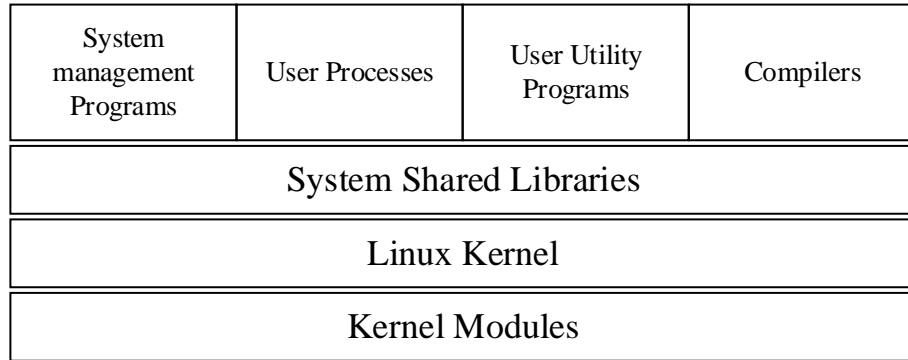 System
management
Programs
User Processes
User Utility
Programs
Compilers
System Shared Libraries
Linux Kernel
Kernel Modules